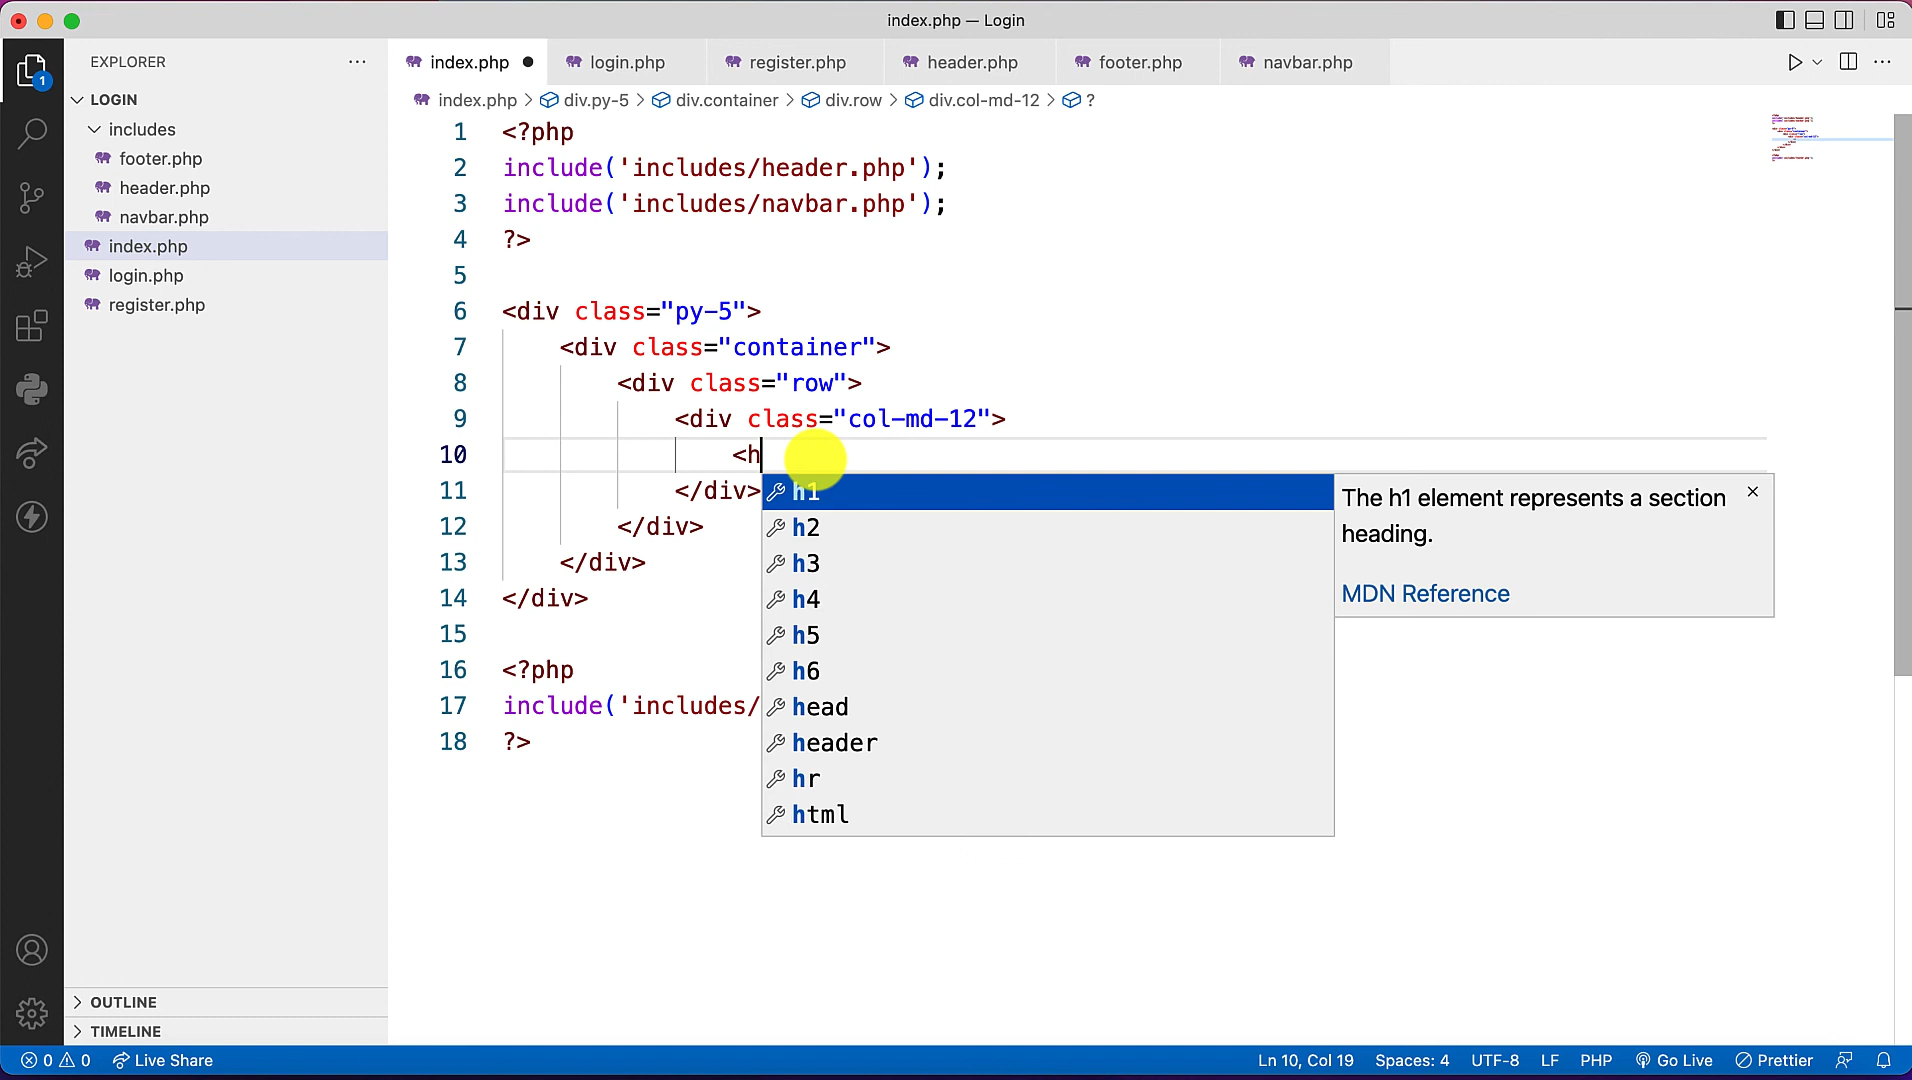 index.php — Login
EXPLORER
index.php
login.php
register.php
header.php
footer.php
navbar.php
1
LOGIN
includes
footer.php
header.php
navbar.php
index.php
login.php
register.php
index.php > div.py-5 > div.container > div.row > div.col-md-12 > ?
1 <?php
2 include('includes/header.php');
3 include('includes/navbar.php');
4 ?>
5
6 <div class="py-5">
7 <div class="container">
8 <div class="row">
9 <div class="col-md-12">
10 <h
11 </div>
12 </div>
13 </div>
14 </div>
15
16 <?php
17 include('includes/
18 ?>
h1
h2
h3
h4
h5
h6
head
header
hr
html
The h1 element represents a section
heading.
MDN Reference
OUTLINE
TIMELINE
0 0 Live Share
Ln 10, Col 19 Spaces: 4 UTF-8 LF PHP Go Live Prettier